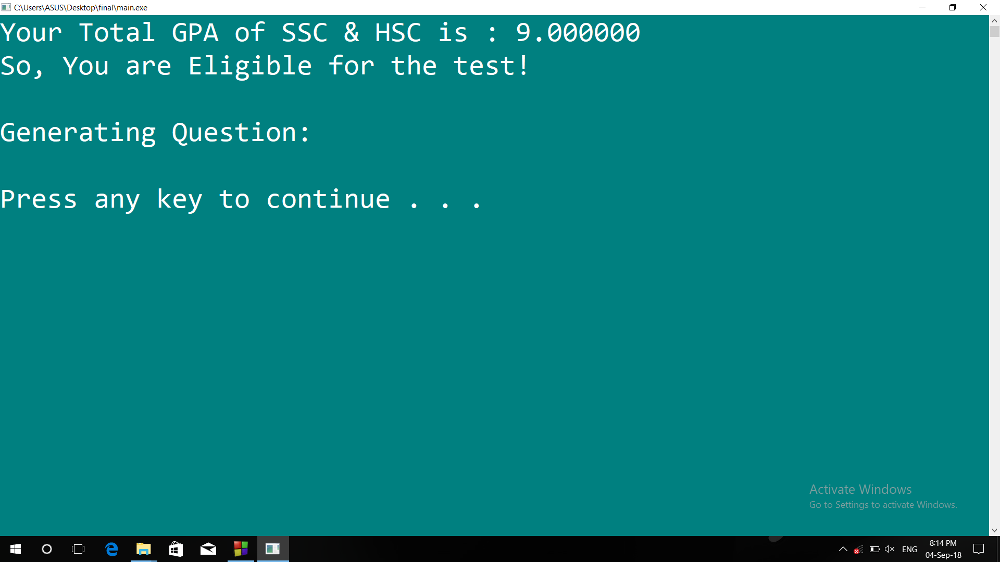 C:\Users\ASUS\Desktop\final\main.exe
Your Total GPA of SSC & HSC is : 9.000000
So, You are Eligible for the test!
Generating Question:
Press any key to continue . . .
Activate Windows
Go to Settings to activate Windows.
ENG
8:14 PM
04-Sep-18